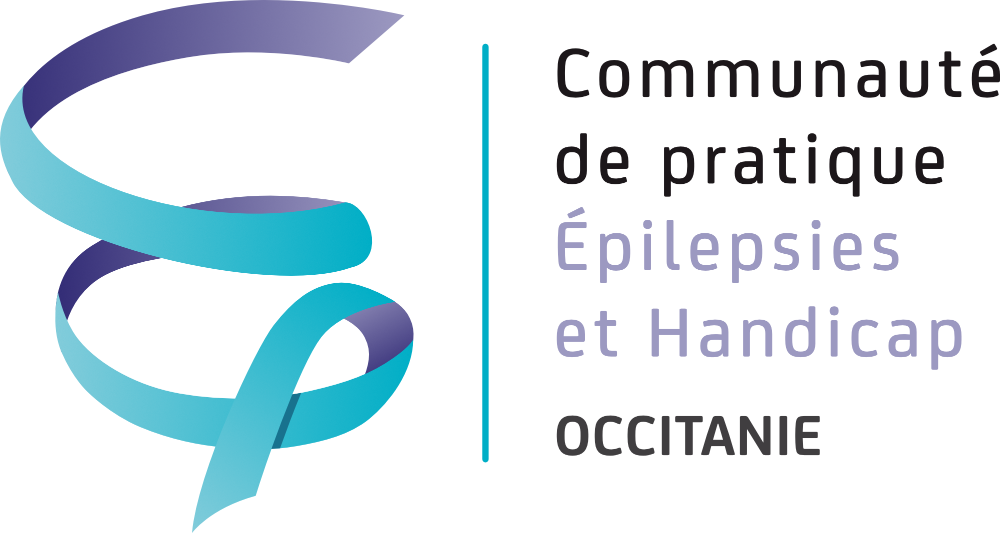 Communauté
de pratique
Épilepsies
et Handicap
OCCITANIE